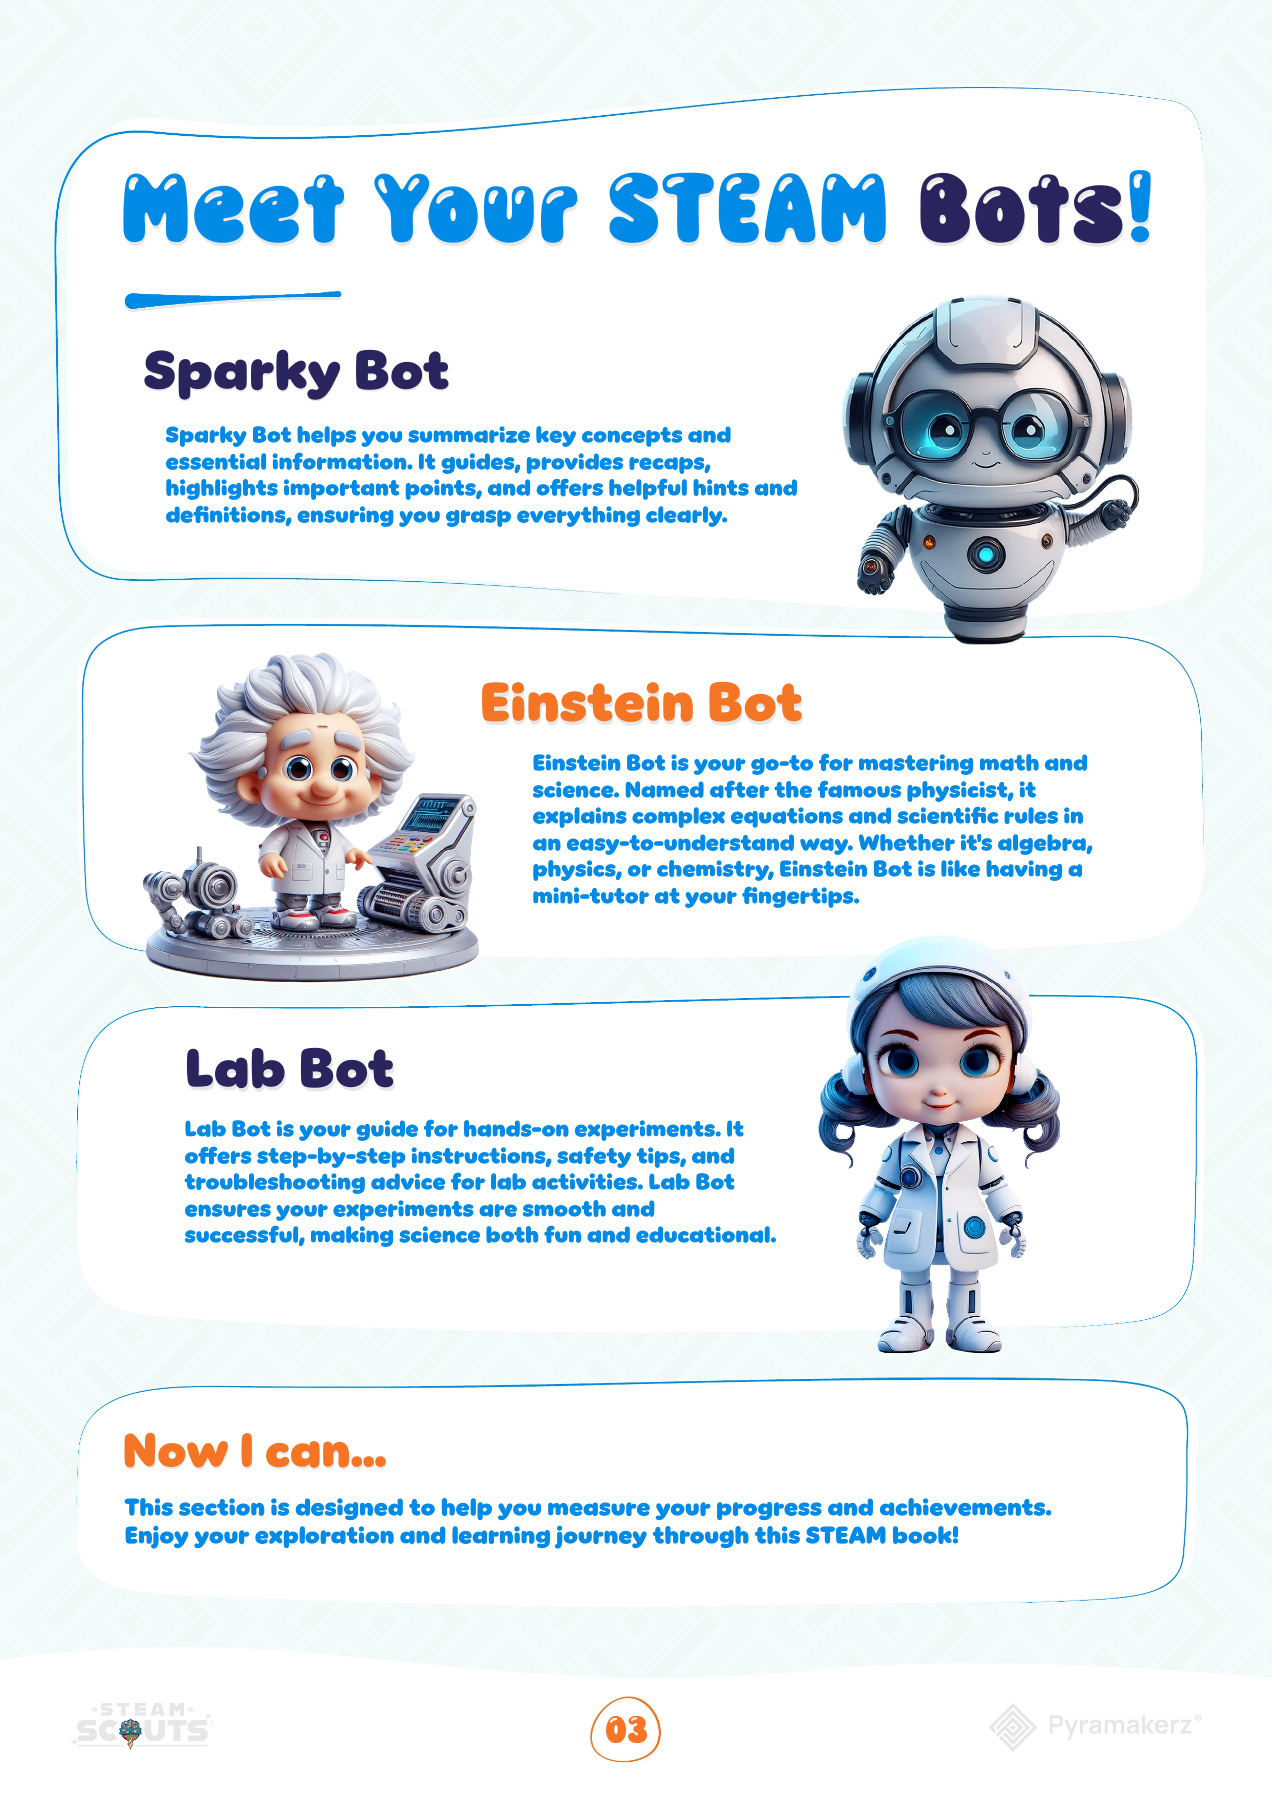 Meet Your STEAM Bots!
Sparky Bot
Sparky Bot helps you summarize key concepts and
essential information. It guides, provides recaps,
highlights important points, and offers helpful hints and
definitions, ensuring you grasp everything clearly.
Einstein Bot
Einstein Bot is your go-to for mastering math and
science. Named after the famous physicist, it
explains complex equations and scientific rules in
an easy-to-understand way. Whether it's algebra,
physics, or chemistry, Einstein Bot is like having a
mini-tutor at your fingertips.
Lab Bot
Lab Bot is your guide for hands-on experiments. It
offers step-by-step instructions, safety tips, and
troubleshooting advice for lab activities. Lab Bot
ensures your experiments are smooth and
successful, making science both fun and educational.
Now I can...
This section is designed to help you measure your progress and achievements.
Enjoy your exploration and learning journey through this STEAM book!
STEAM
SCOUTS
03
Pyramakerz